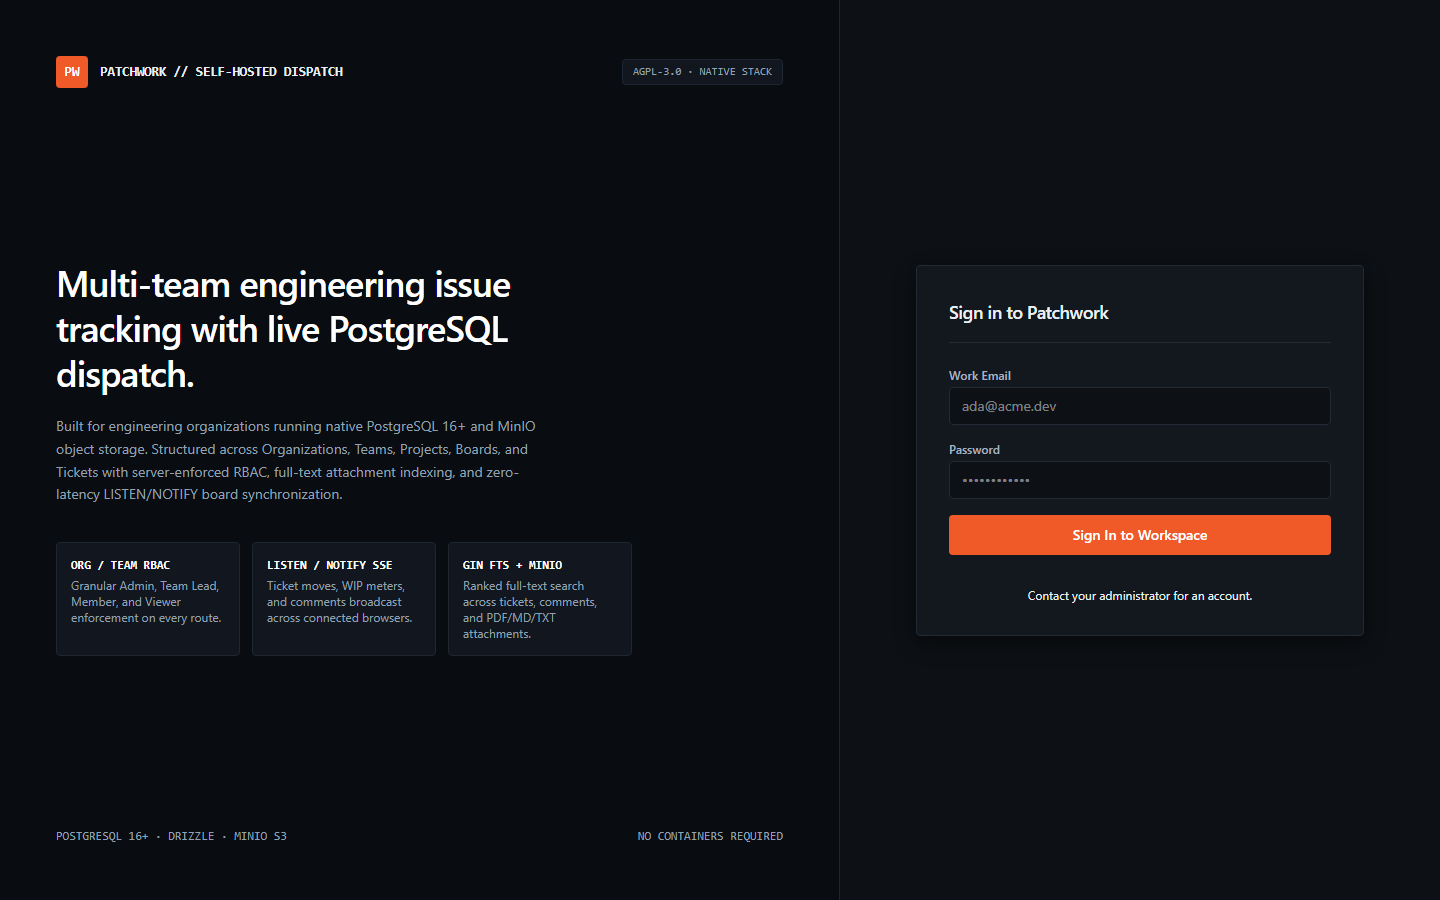 PW
PATCHWORK // SELF-HOSTED DISPATCH
AGPL-3.0 · NATIVE STACK
Multi-team engineering issue
tracking with live PostgreSQL
dispatch.
Built for engineering organizations running native PostgreSQL 16+ and MinIO
object storage. Structured across Organizations, Teams, Projects, Boards, and
Tickets with server-enforced RBAC, full-text attachment indexing, and zero-
latency LISTEN/NOTIFY board synchronization.
ORG / TEAM RBAC
Granular Admin, Team Lead,
Member, and Viewer
enforcement on every route.
LISTEN / NOTIFY SSE
Ticket moves, WIP meters,
and comments broadcast
across connected browsers.
GIN FTS + MINIO
Ranked full-text search
across tickets, comments,
and PDF/MD/TXT
attachments.
POSTGRESQL 16+ · DRIZZLE · MINIO S3
NO CONTAINERS REQUIRED
Sign in to Patchwork
Work Email
ada@acme.dev
Password
••••••••••••
Sign In to Workspace
Contact your administrator for an account.